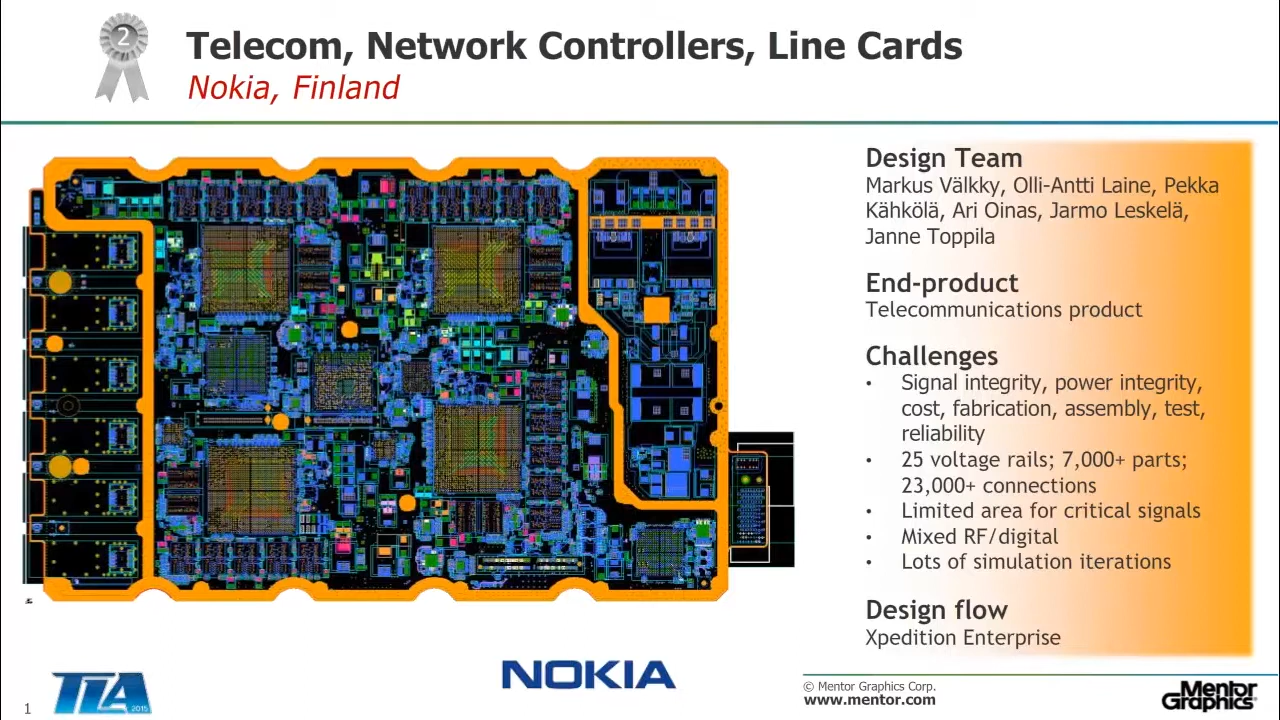 2
Telecom, Network Controllers, Line Cards
Nokia, Finland
Design Team
Markus Välkky, Olli-Antti Laine, Pekka
Kähkölä, Ari Oinas, Jarmo Leskelä,
Janne Toppila
End-product
Telecommunications product
Challenges
• Signal integrity, power integrity,
cost, fabrication, assembly, test,
reliability
• 25 voltage rails; 7,000+ parts;
23,000+ connections
• Limited area for critical signals
• Mixed RF/digital
• Lots of simulation iterations
Design flow
Xpedition Enterprise
1
TLA 2015
NOKIA
© Mentor Graphics Corp.
www.mentor.com
Mentor
Graphics